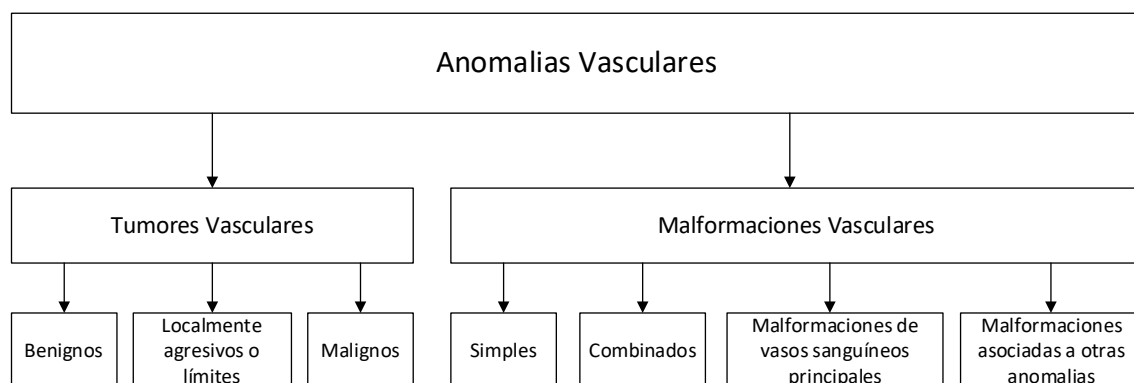 Anomalias Vasculares
Tumores Vasculares
Malformaciones Vasculares
Benignos
Localmente
agresivos o
límites
Malignos
Simples
Combinados
Malformaciones de
vasos sanguíneos
principales
Malformaciones
asociadas a otras
anomalias